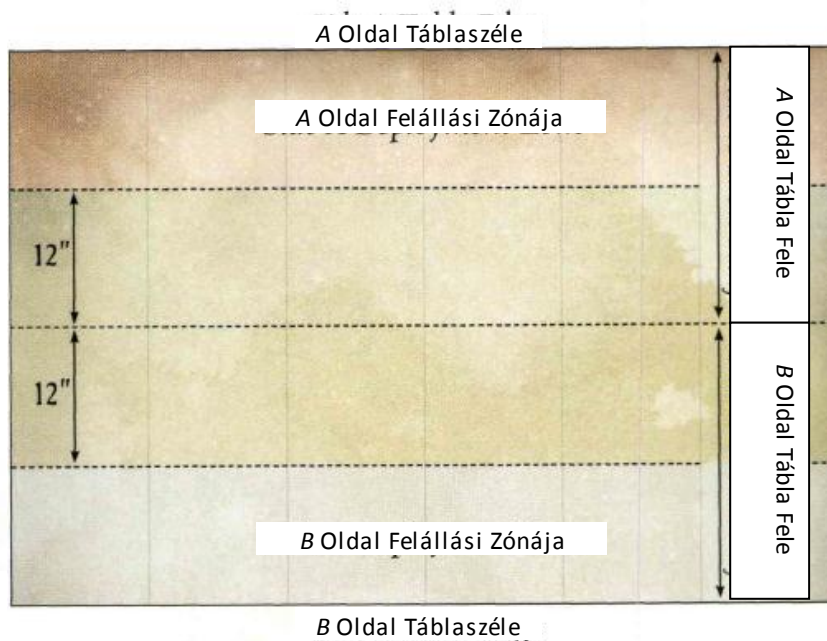 A Oldal Táblaszéle
A Oldal Felállási Zónája
A Oldal Tábla Fele
12"
12"
B Oldal Tábla Fele
B Oldal Felállási Zónája
B Oldal Táblaszéle